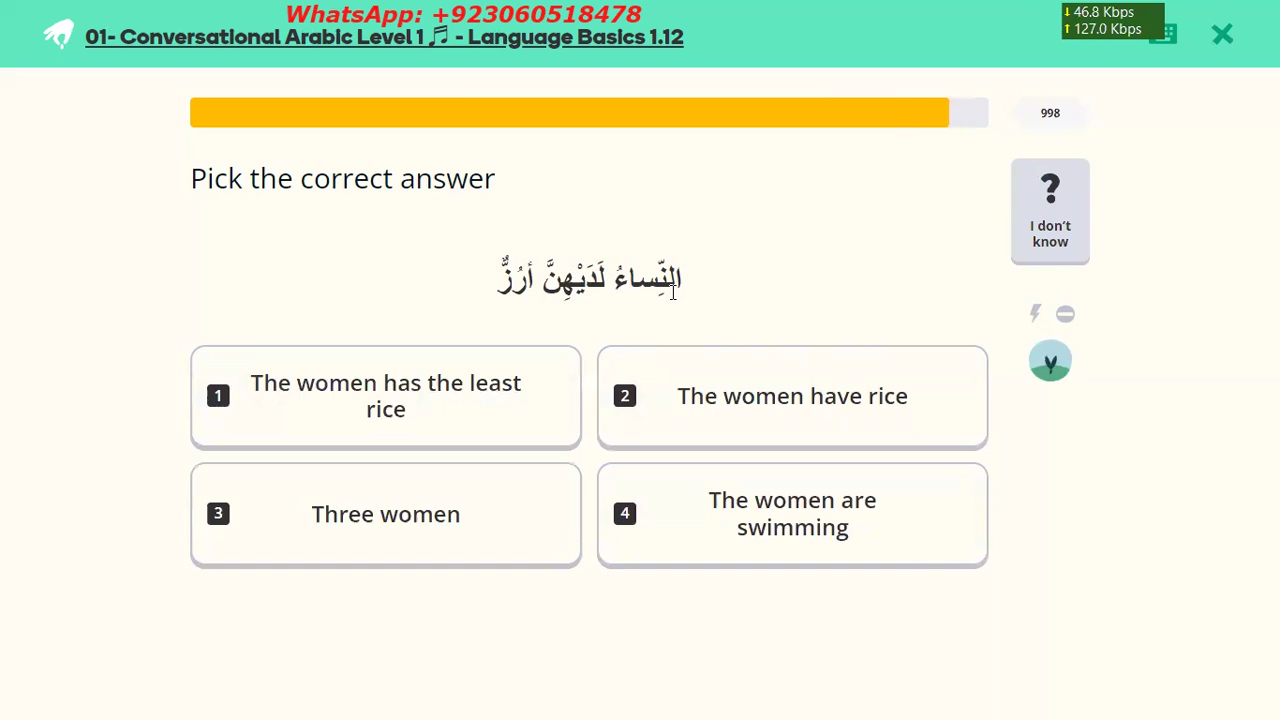 WhatsApp: +923060518478
01- Conversational Arabic Level 1 🎵 - Language Basics 1.12
↓ 46.8 Kbps
↑ 127.0 Kbps
998
Pick the correct answer
?
I don't
know
النِّساءُ لَدَيْهِنَّ أرُزٌّ
1 The women has the least
rice
2 The women have rice
3 Three women
4 The women are
swimming